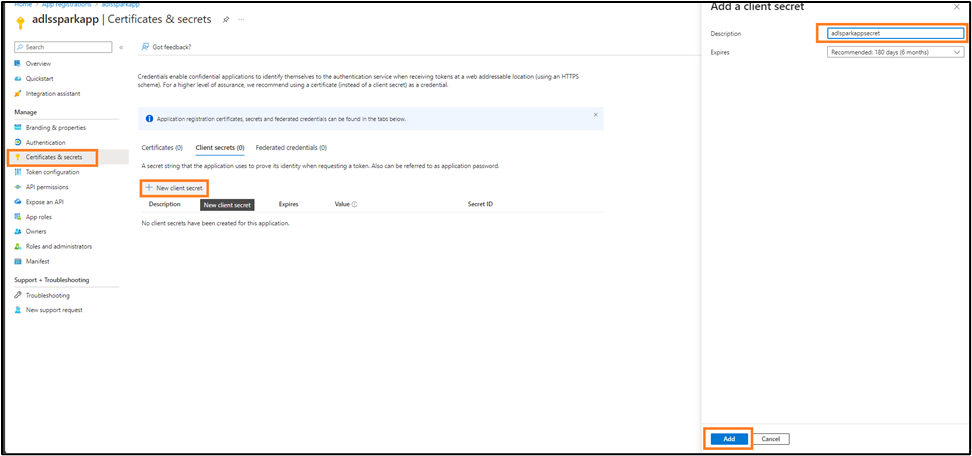 Home > App registrations > adlssparkapp
adlssparkapp | Certificates & secrets
Search
Got feedback?
Overview
Quickstart
Integration assistant
Manage
Branding & properties
Authentication
Certificates & secrets
Token configuration
API permissions
Expose an API
App roles
Owners
Roles and administrators
Manifest
Support + Troubleshooting
Troubleshooting
New support request
Credentials enable confidential applications to identify themselves to the authentication service when receiving tokens at a web addressable location (using an HTTPS
scheme). For a higher level of assurance, we recommend using a certificate (instead of a client secret) as a credential.
Application registration certificates, secrets and federated credentials can be found in the tabs below.
Certificates (0) Client secrets (0) Federated credentials (0)
A secret string that the application uses to prove its identity when requesting a token. Also can be referred to as application password.
+ New client secret
Description New client secret Expires Value Secret ID
No client secrets have been created for this application.
Add a client secret
Description adlssparkappsecret
Expires Recommended: 180 days (6 months)
Add Cancel